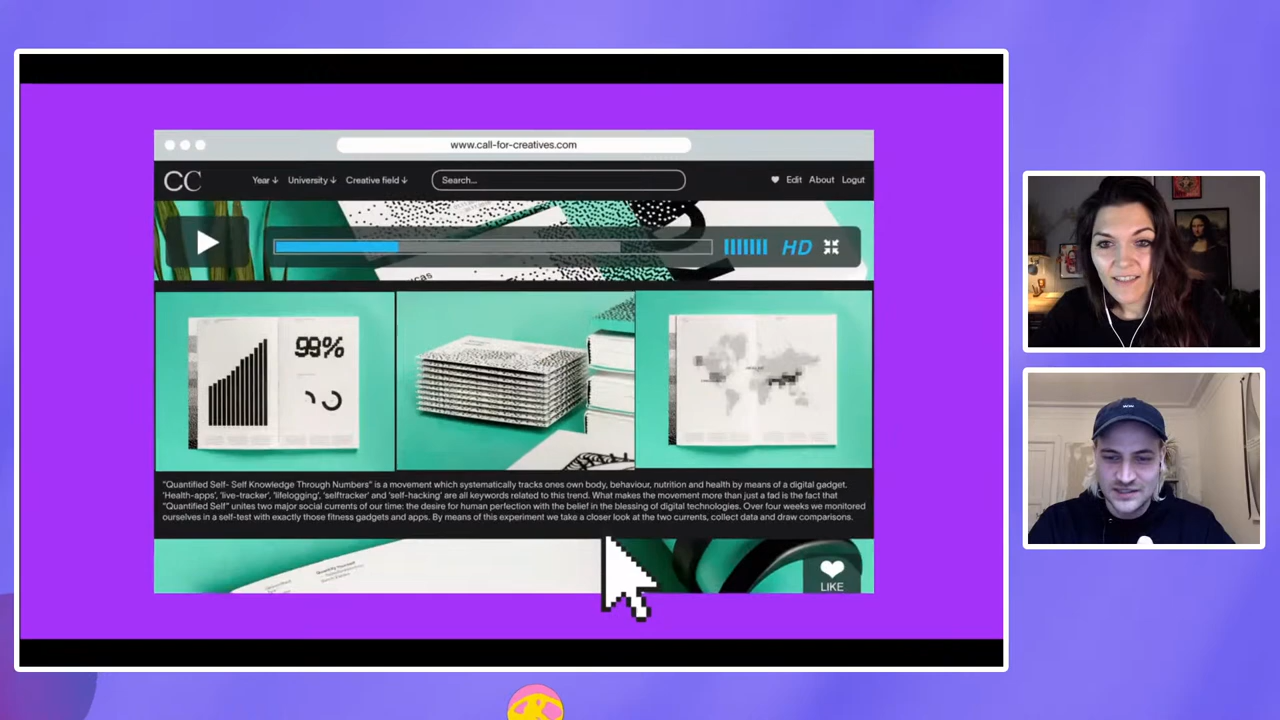 www.call-for-creatives.com
CC
Year ↓ University ↓ Creative field ↓ Search... Edit About Logut
HD
99%
"Quantified Self- Self Knowledge Through Numbers" is a movement which systematically tracks ones own body, behaviour, nutrition and health by means of a digital gadget.
'Health-apps', 'live-tracker', 'lifelogging', 'selftracker' and 'self-hacking' are all keywords related to this trend. What makes the movement more than just a fad is the fact that
"Quantified Self" unites two major social currents of our time: the desire for human perfection with the belief in the blessing of digital technologies. Over four weeks we monitored
ourselves in a self-test with exactly those fitness gadgets and apps. By means of this experiment we take a closer look at the two currents, collect data and draw comparisons.
LIKE